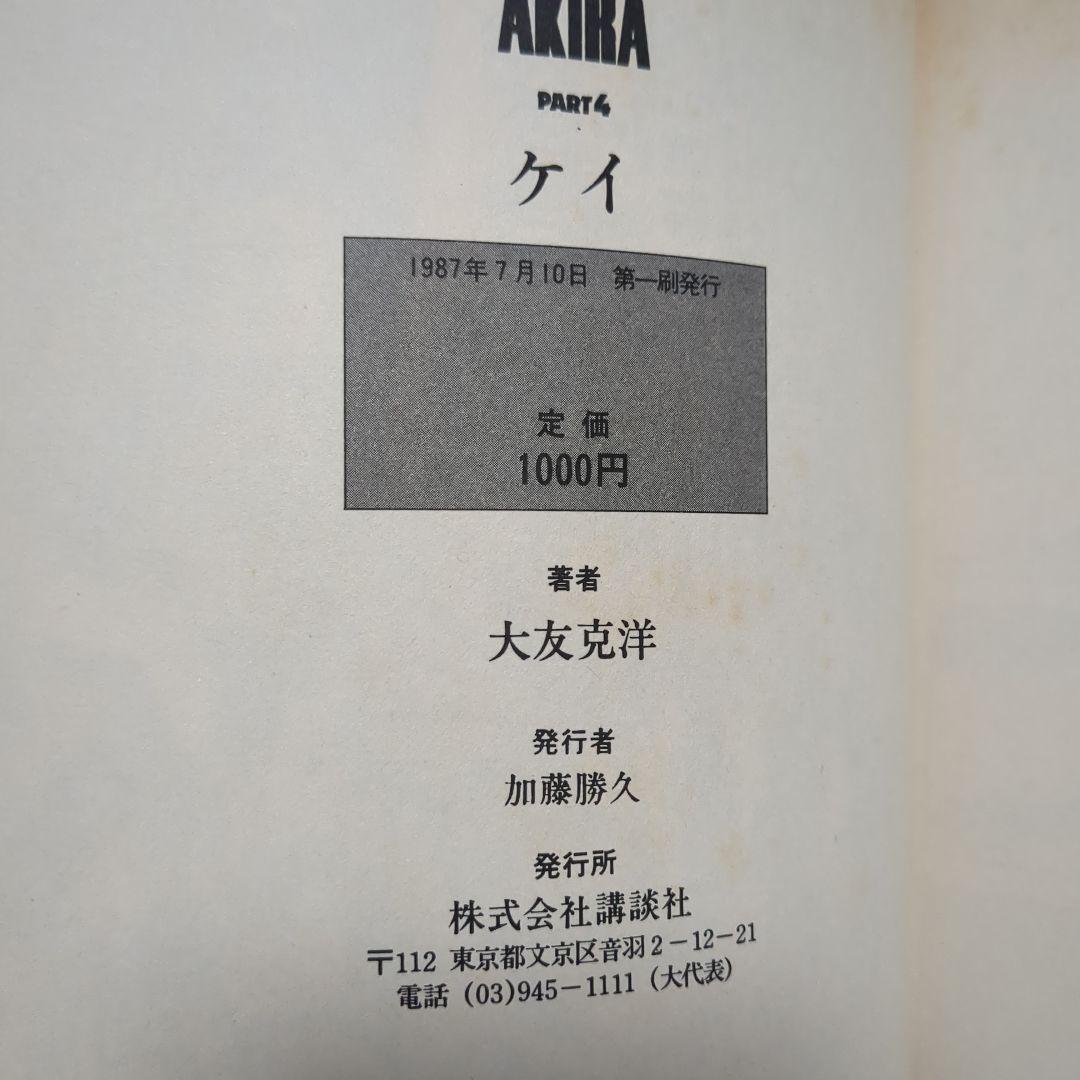 AKIRA
PART4
ケイ
1987年7月10日 第一刷発行
定価
1000円
著者
大友克洋
発行者
加藤勝久
発行所
株式会社講談社
〒112 東京都文京区音羽2-12-21
電話 (03)945-1111 (大代表)